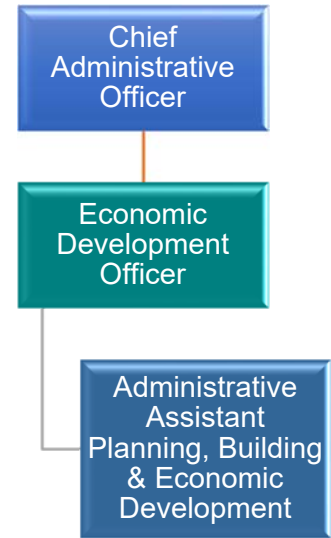 Chief
Administrative
Officer
Economic
Development
Officer
Administrative
Assistant
Planning, Building
& Economic
Development